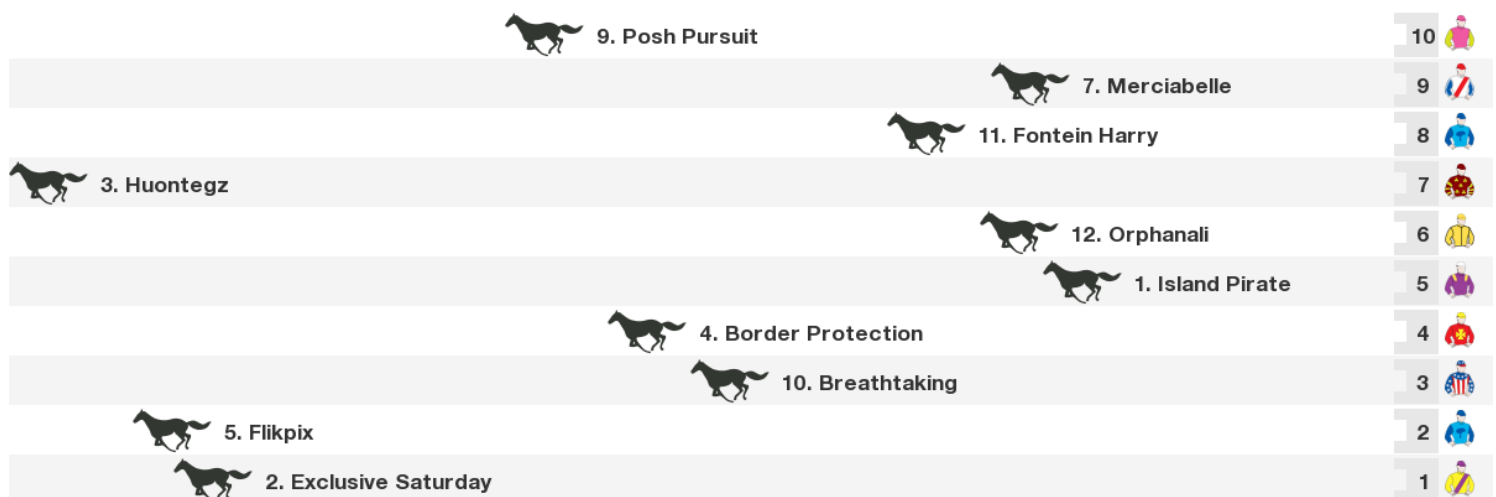 9. Posh Pursuit 10
7. Merciabelle 9
11. Fontein Harry 8
3. Huontegz 7
12. Orphanali 6
1. Island Pirate 5
4. Border Protection 4
10. Breathtaking 3
5. Flikpix 2
2. Exclusive Saturday 1